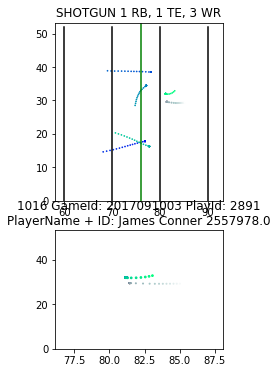 SHOTGUN 1 RB, 1 TE, 3 WR
50
40
30
20
10
0
60 70 80 90
1016 GameId: 2017091003 PlayId: 2891
PlayerName + ID: James Conner 2557978.0
40
20
0
77.5 80.0 82.5 85.0 87.5